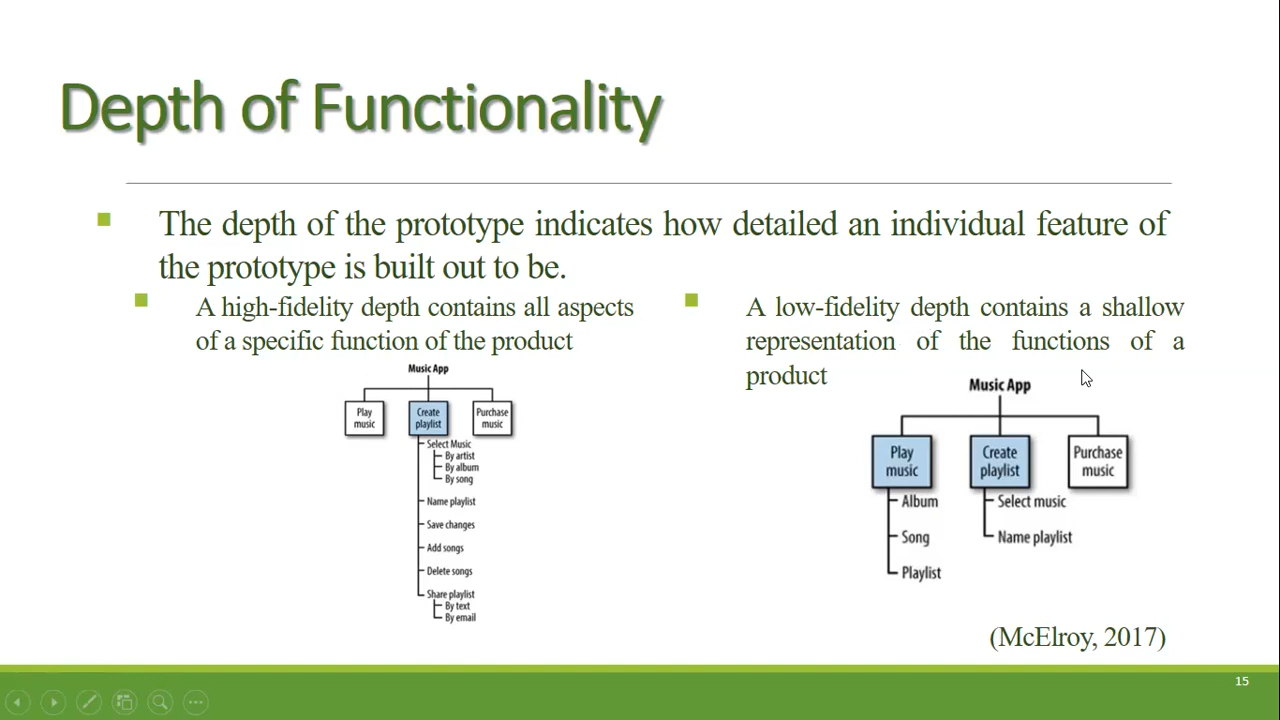 Depth of Functionality
The depth of the prototype indicates how detailed an individual feature of
the prototype is built out to be.
A high-fidelity depth contains all aspects
of a specific function of the product
Music App
Play
music
Create
playlist
Purchase
music
Select Music
By artist
By album
By song
Name playlist
Save changes
Add songs
Delete songs
Share playlist
By text
By email
A low-fidelity depth contains a shallow
representation of the functions of a
product
Music App
Play
music
Create
playlist
Purchase
music
Album
Song
Playlist
Select music
Name playlist
(McElroy, 2017)
15